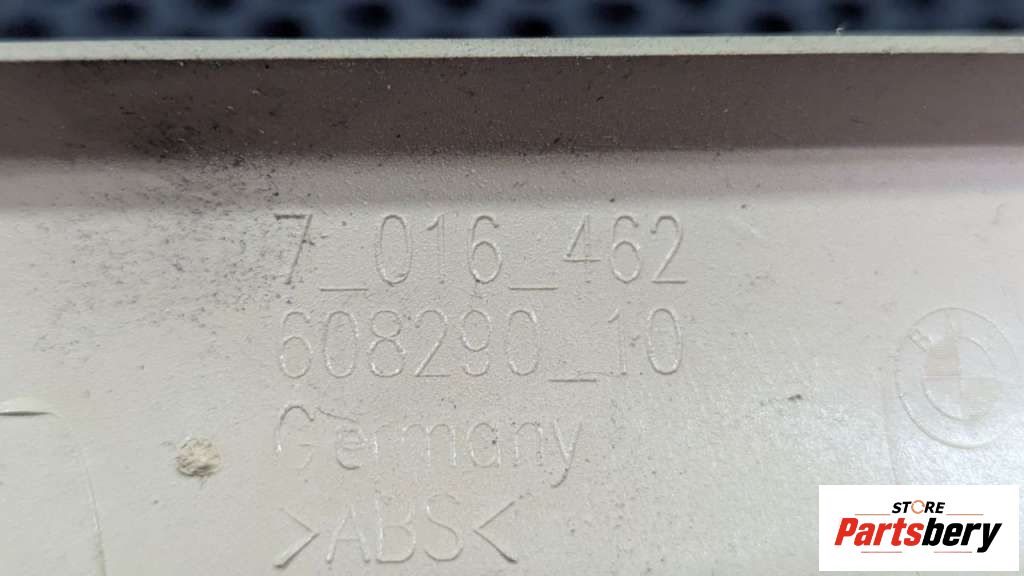 7_016_462
608290_10
Germany
>ABS<
STORE
Partsbery